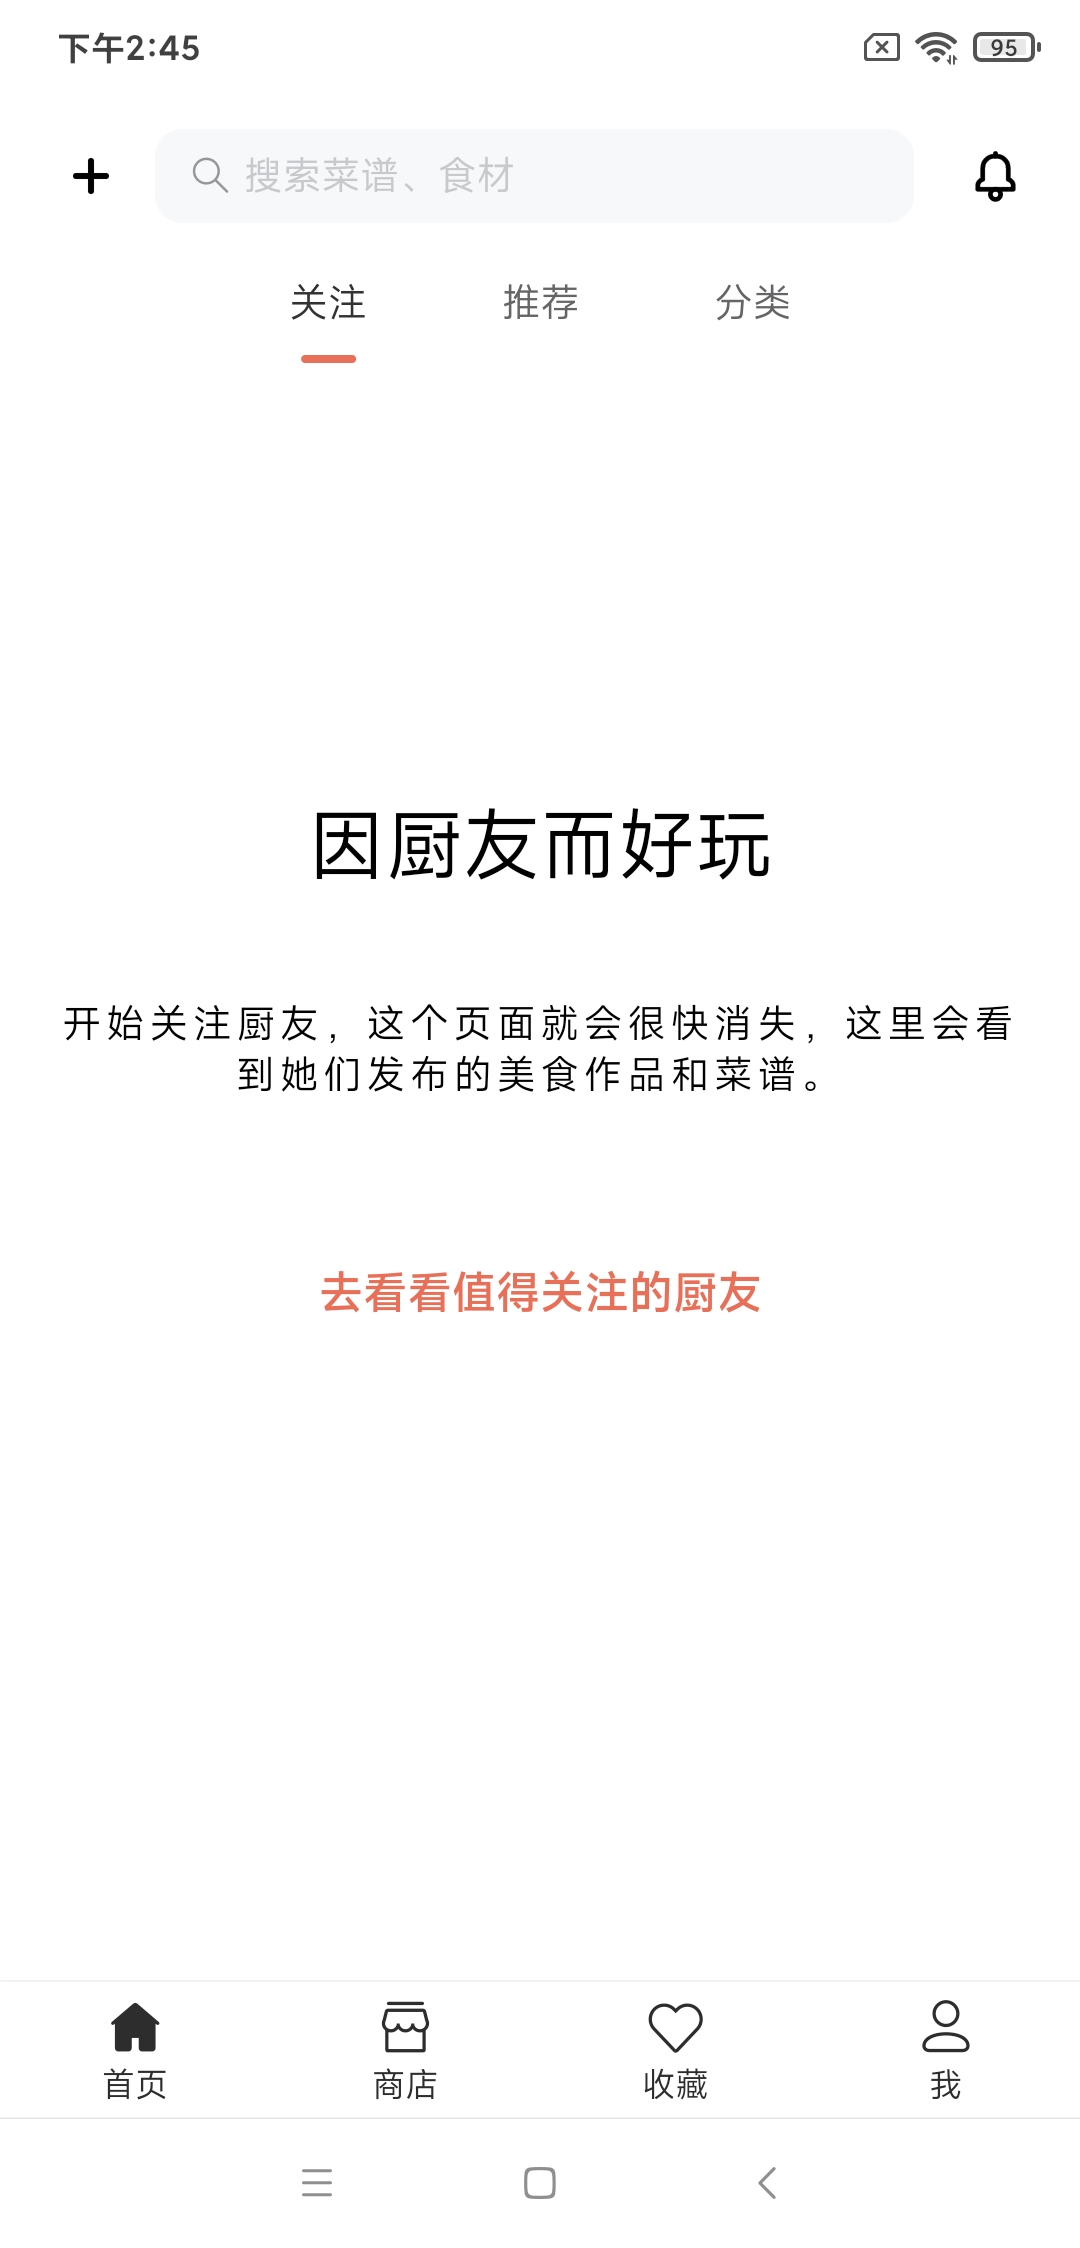 下午2:45
95
搜索菜谱、食材
关注
推荐
分类
因厨友而好玩
开始关注厨友，这个页面就会很快消失，这里会看
到她们发布的美食作品和菜谱。
去看看值得关注的厨友
首页
商店
收藏
我